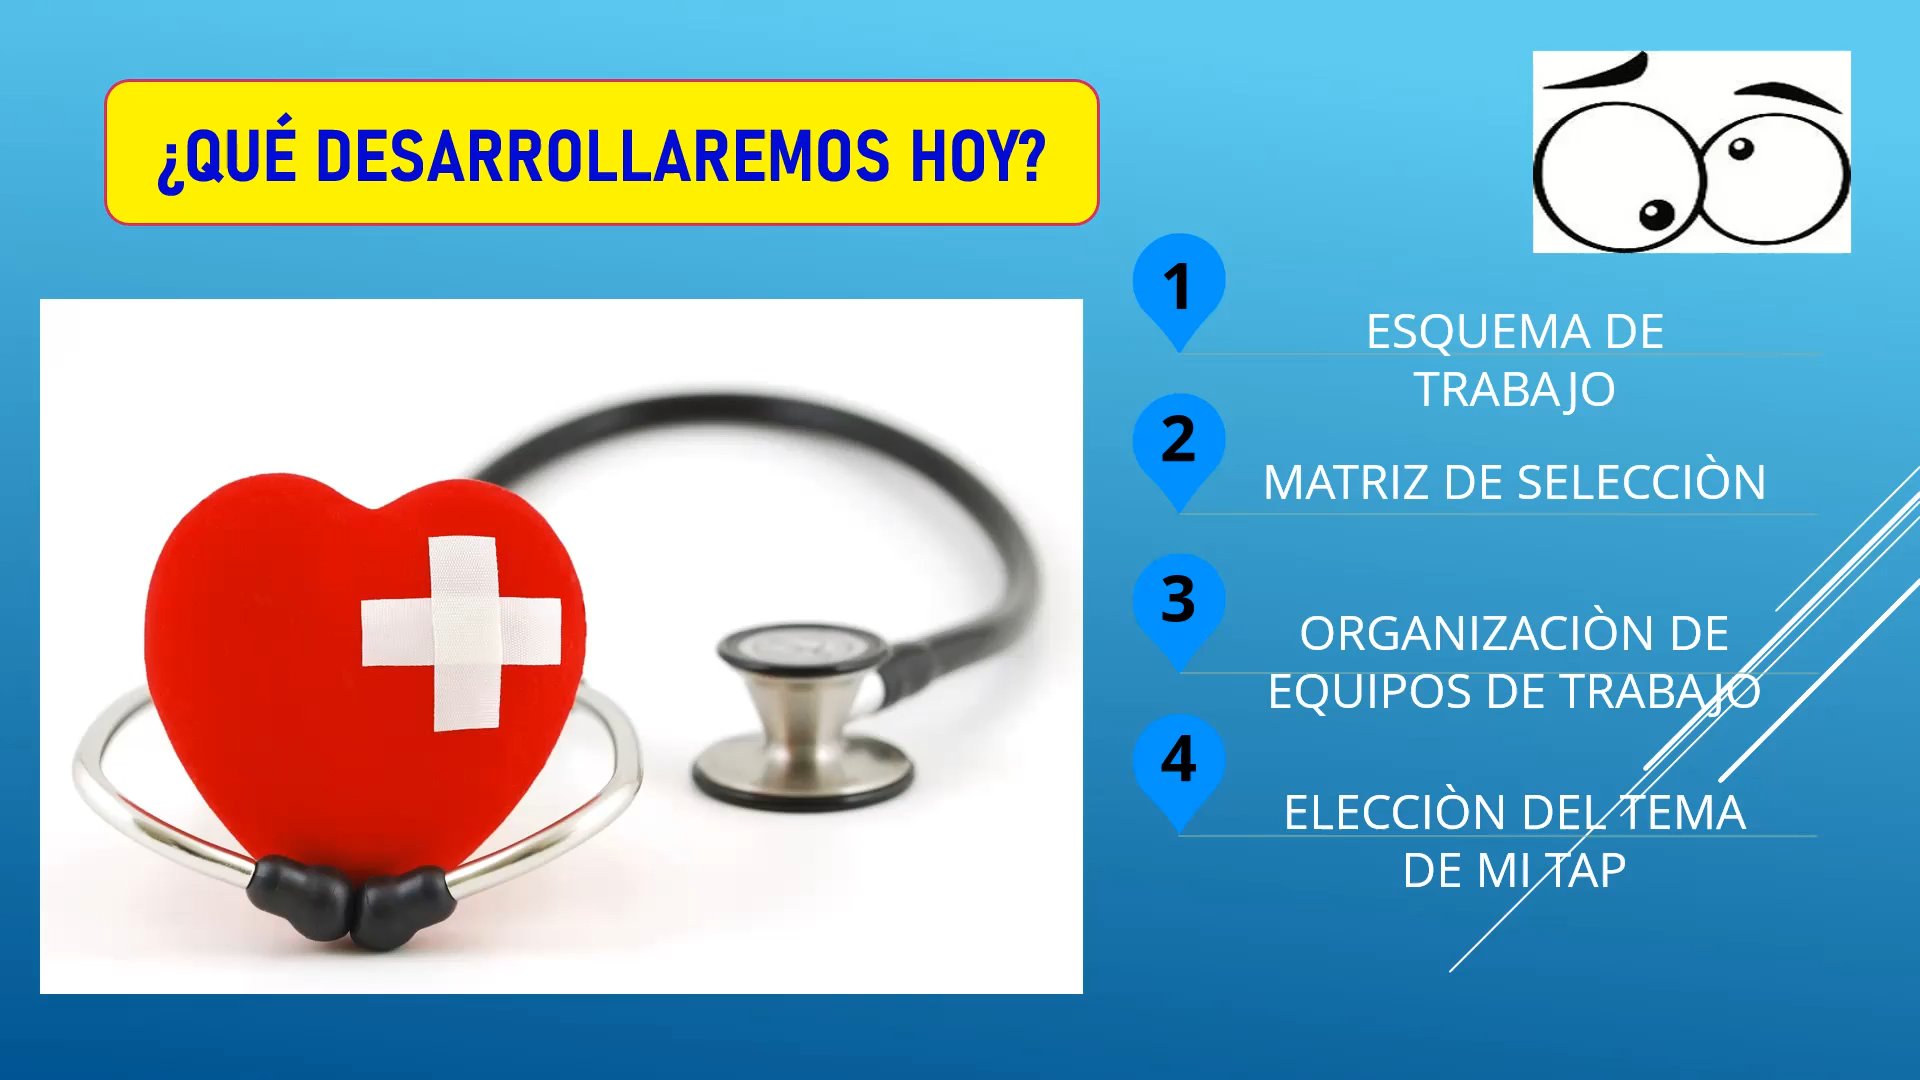 ¿QUÉ DESARROLLAREMOS HOY?
1
ESQUEMA DE
TRABAJO
2
MATRIZ DE SELECCIÒN
3
ORGANIZACIÒN DE
EQUIPOS DE TRABAJO
4
ELECCIÒN DEL TEMA
DE MI TAP